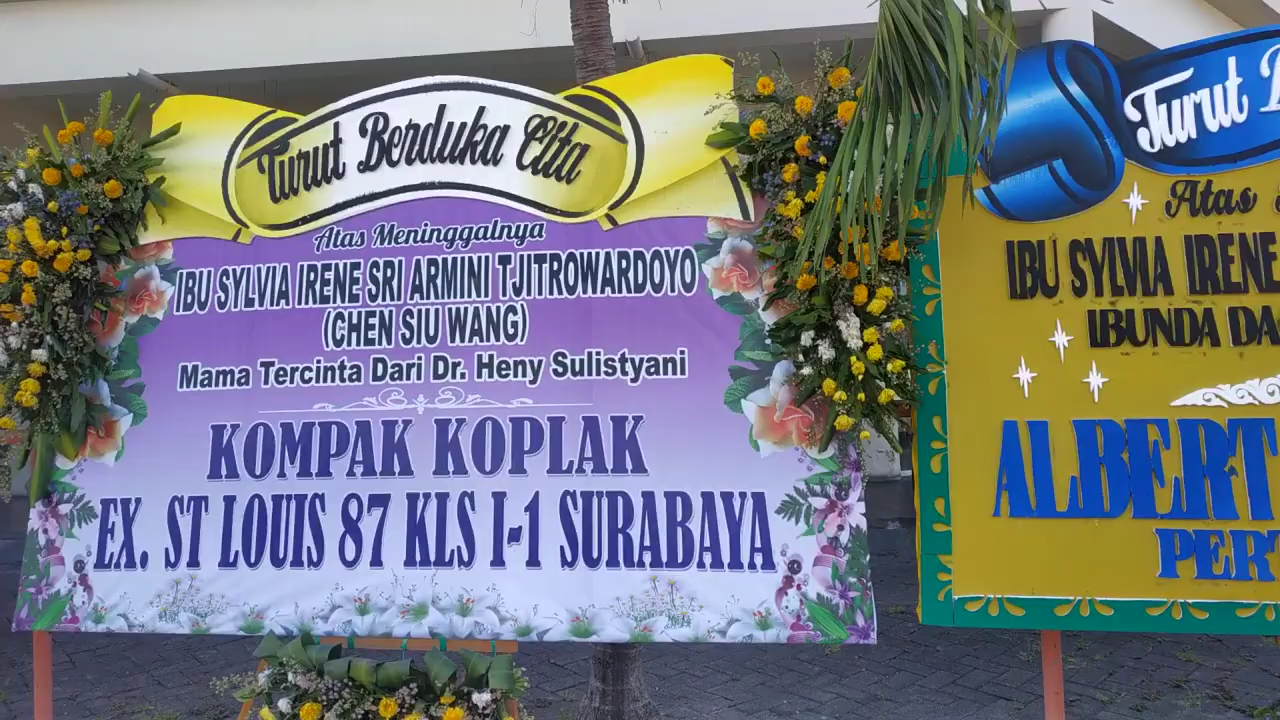 Turut Berduka Cita
Atas Meninggalnya
IBU SYLVIA IRENE SRI ARMINI TJITROWARDOYO
(CHEN SIU WANG)
Mama Tercinta Dari Dr. Heny Sulistyani
KOMPAK KOPLAK
EX. ST LOUIS 87 KLS I-1 SURABAYA
Turut
Atas
IBU SYLVIA IRENE
IBUNDA DA
ALBERT
PERT